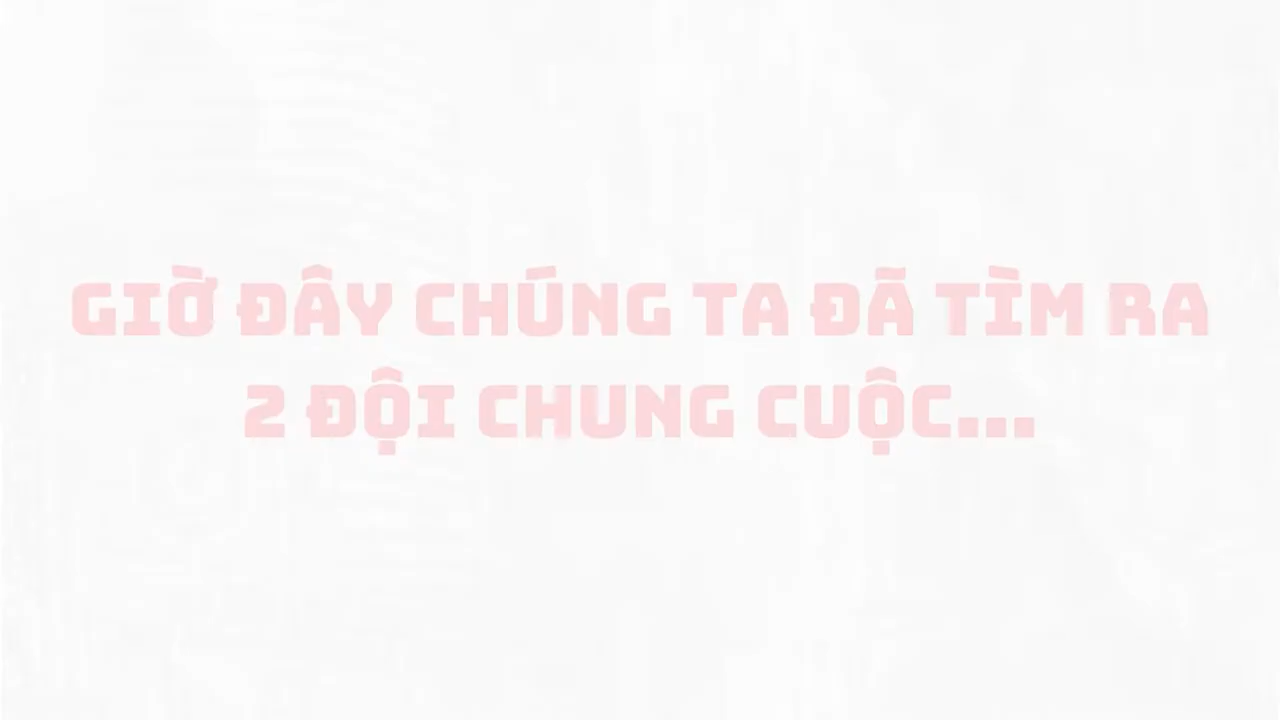 GIỜ ĐÂY CHÚNG TA ĐÃ TÌM RA
2 ĐỘI CHUNG CUỘC...